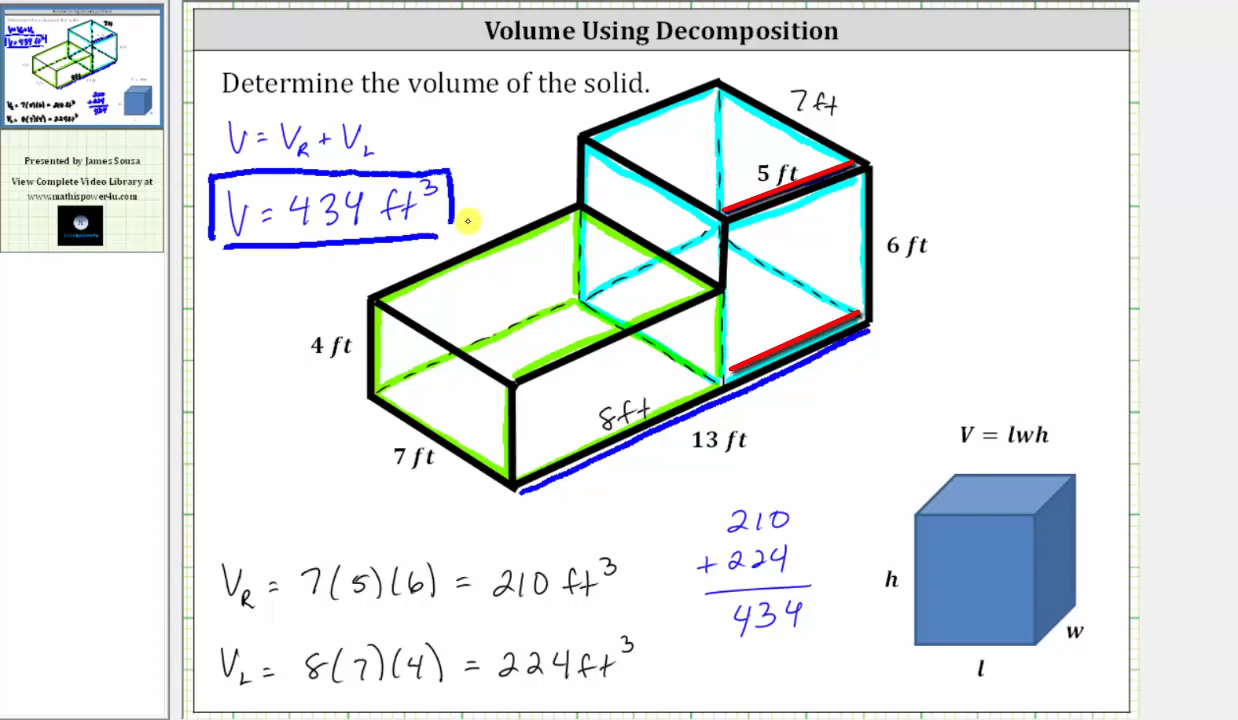 Volume Using Decomposition
Determine the volume of the solid.
V = V_R + V_L
V = 434 ft³
7 ft
5 ft
6 ft
4 ft
8ft
7 ft
13 ft
V = lwh
h
w
l
210
+ 224
434
V_R = 7(5)(6) = 210 ft³
V_L = 8(7)(4) = 224 ft³
Presented by James Sousa
View Complete Video Library at
www.mathispower4u.com